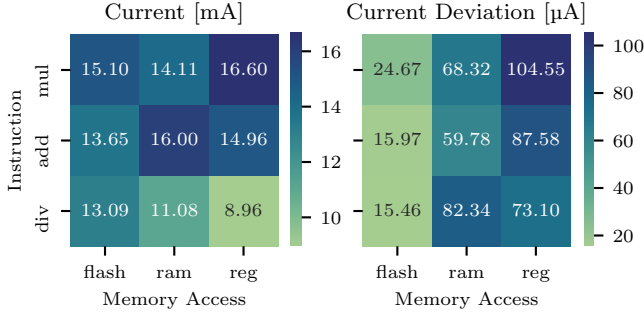 Current [mA]
Current Deviation [µA]
Instruction
mul
add
div
15.10 14.11 16.60
13.65 16.00 14.96
13.09 11.08 8.96
16
14
12
10
24.67 68.32 104.55
15.97 59.78 87.58
15.46 82.34 73.10
100
80
60
40
20
flash ram reg
Memory Access
flash ram reg
Memory Access